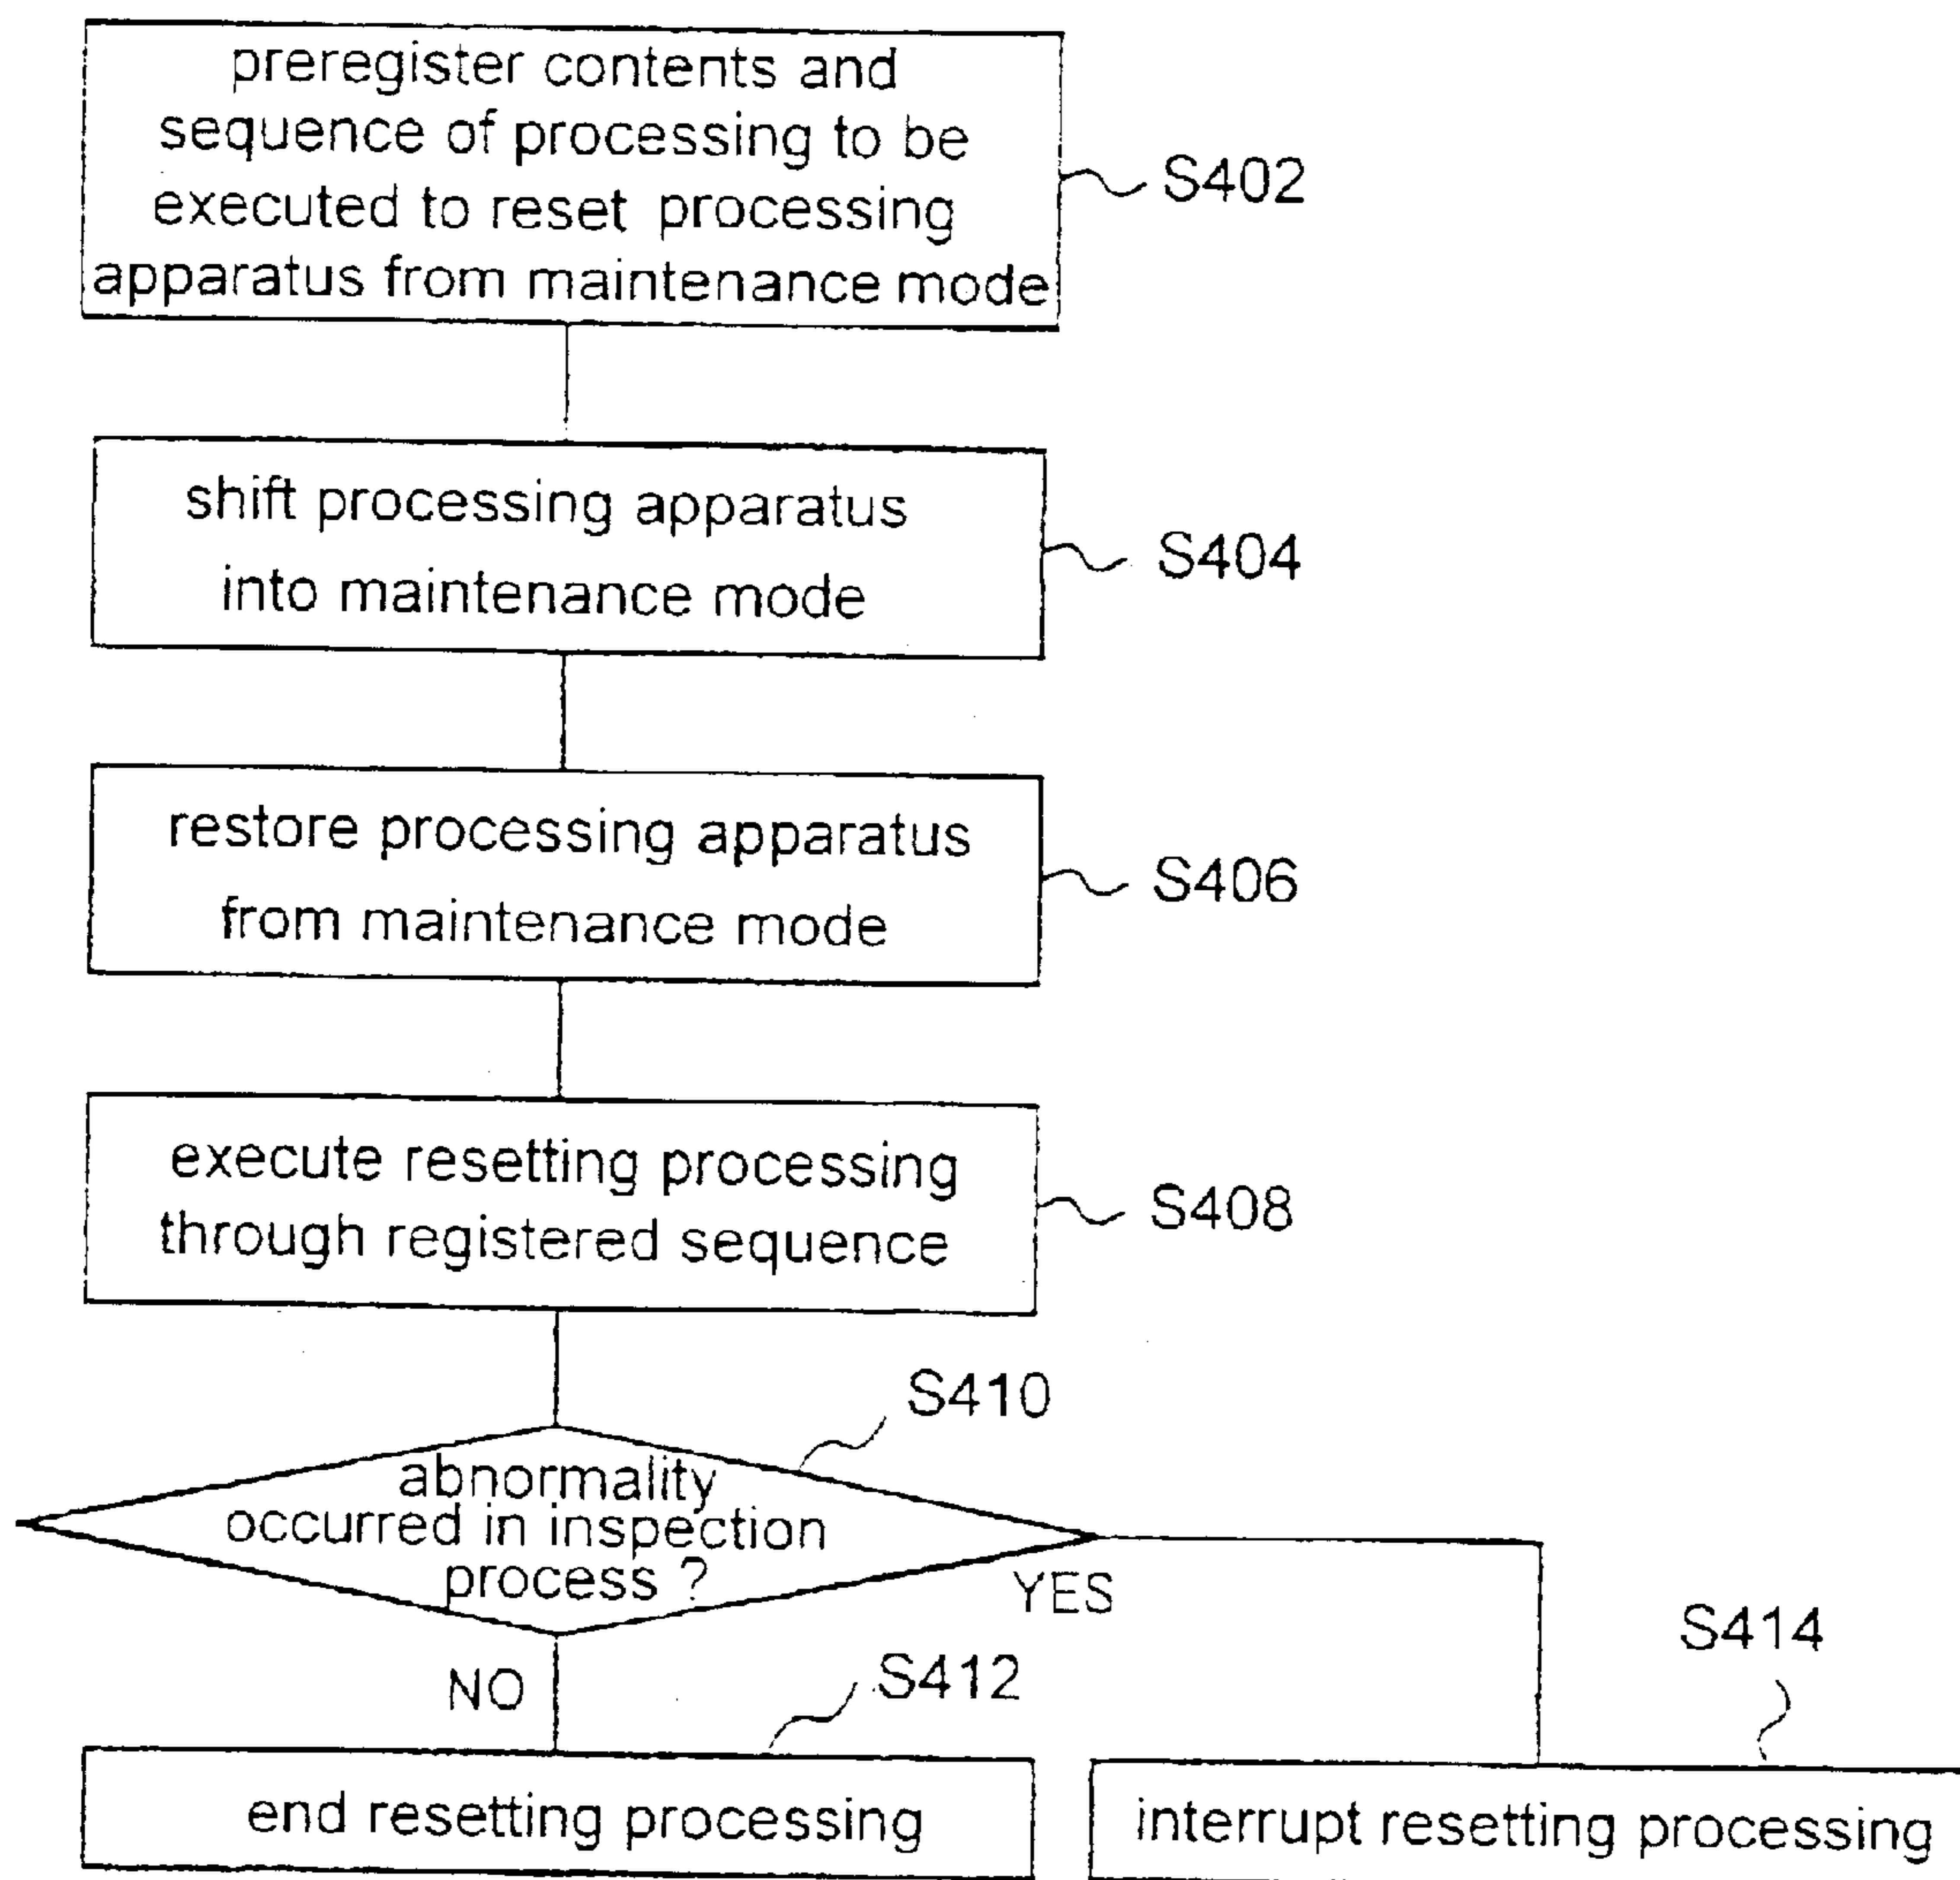 preregister contents and
sequence of processing to be
executed to reset processing
apparatus from maintenance mode
S402
shift processing apparatus
into maintenance mode
S404
restore processing apparatus
from maintenance mode
S406
execute resetting processing
through registered sequence
S408
S410
abnormality
occurred in inspection
process ?
YES
NO
S412
S414
end resetting processing
interrupt resetting processing